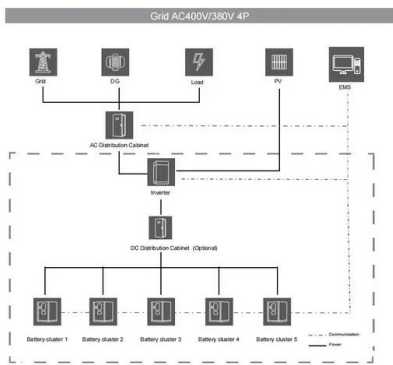 Grid AC400V/380V 4P
Grid
DG
Load
PV
EMS
AC Distribution Cabinet
Inverter
DC Distribution Cabinet (Optional)
Battery cluster 1
Battery cluster 2
Battery cluster 3
Battery cluster 4
Battery cluster 5
Communication
Power